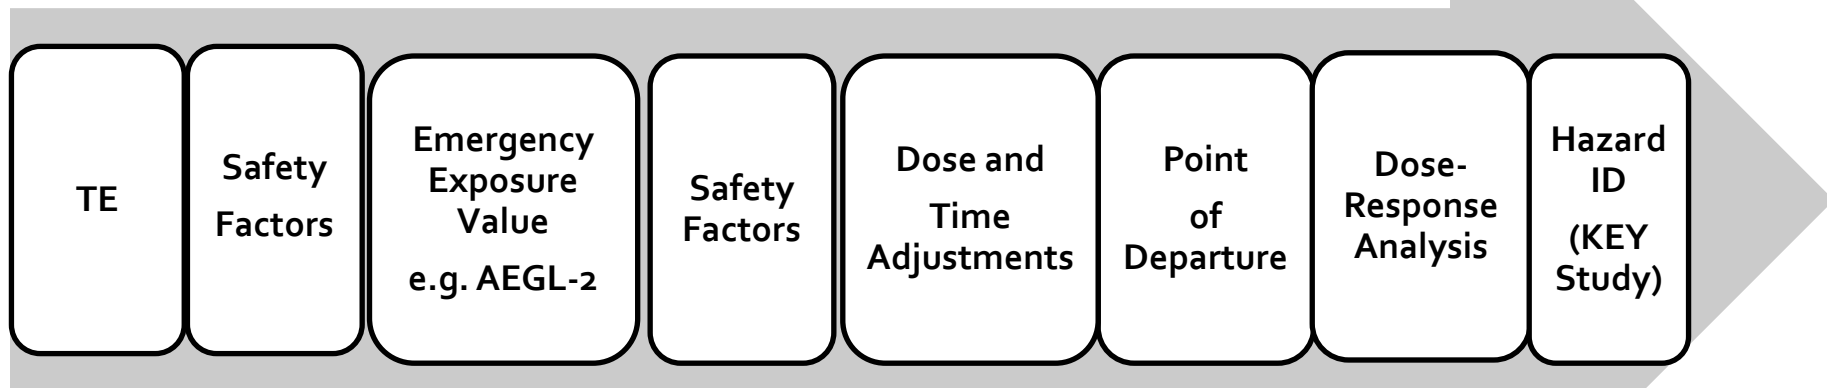 TE
Safety
Factors
Emergency
Exposure
Value
e.g. AEGL-2
Safety
Factors
Dose and
Time
Adjustments
Point
of
Departure
Dose-
Response
Analysis
Hazard
ID
(KEY
Study)